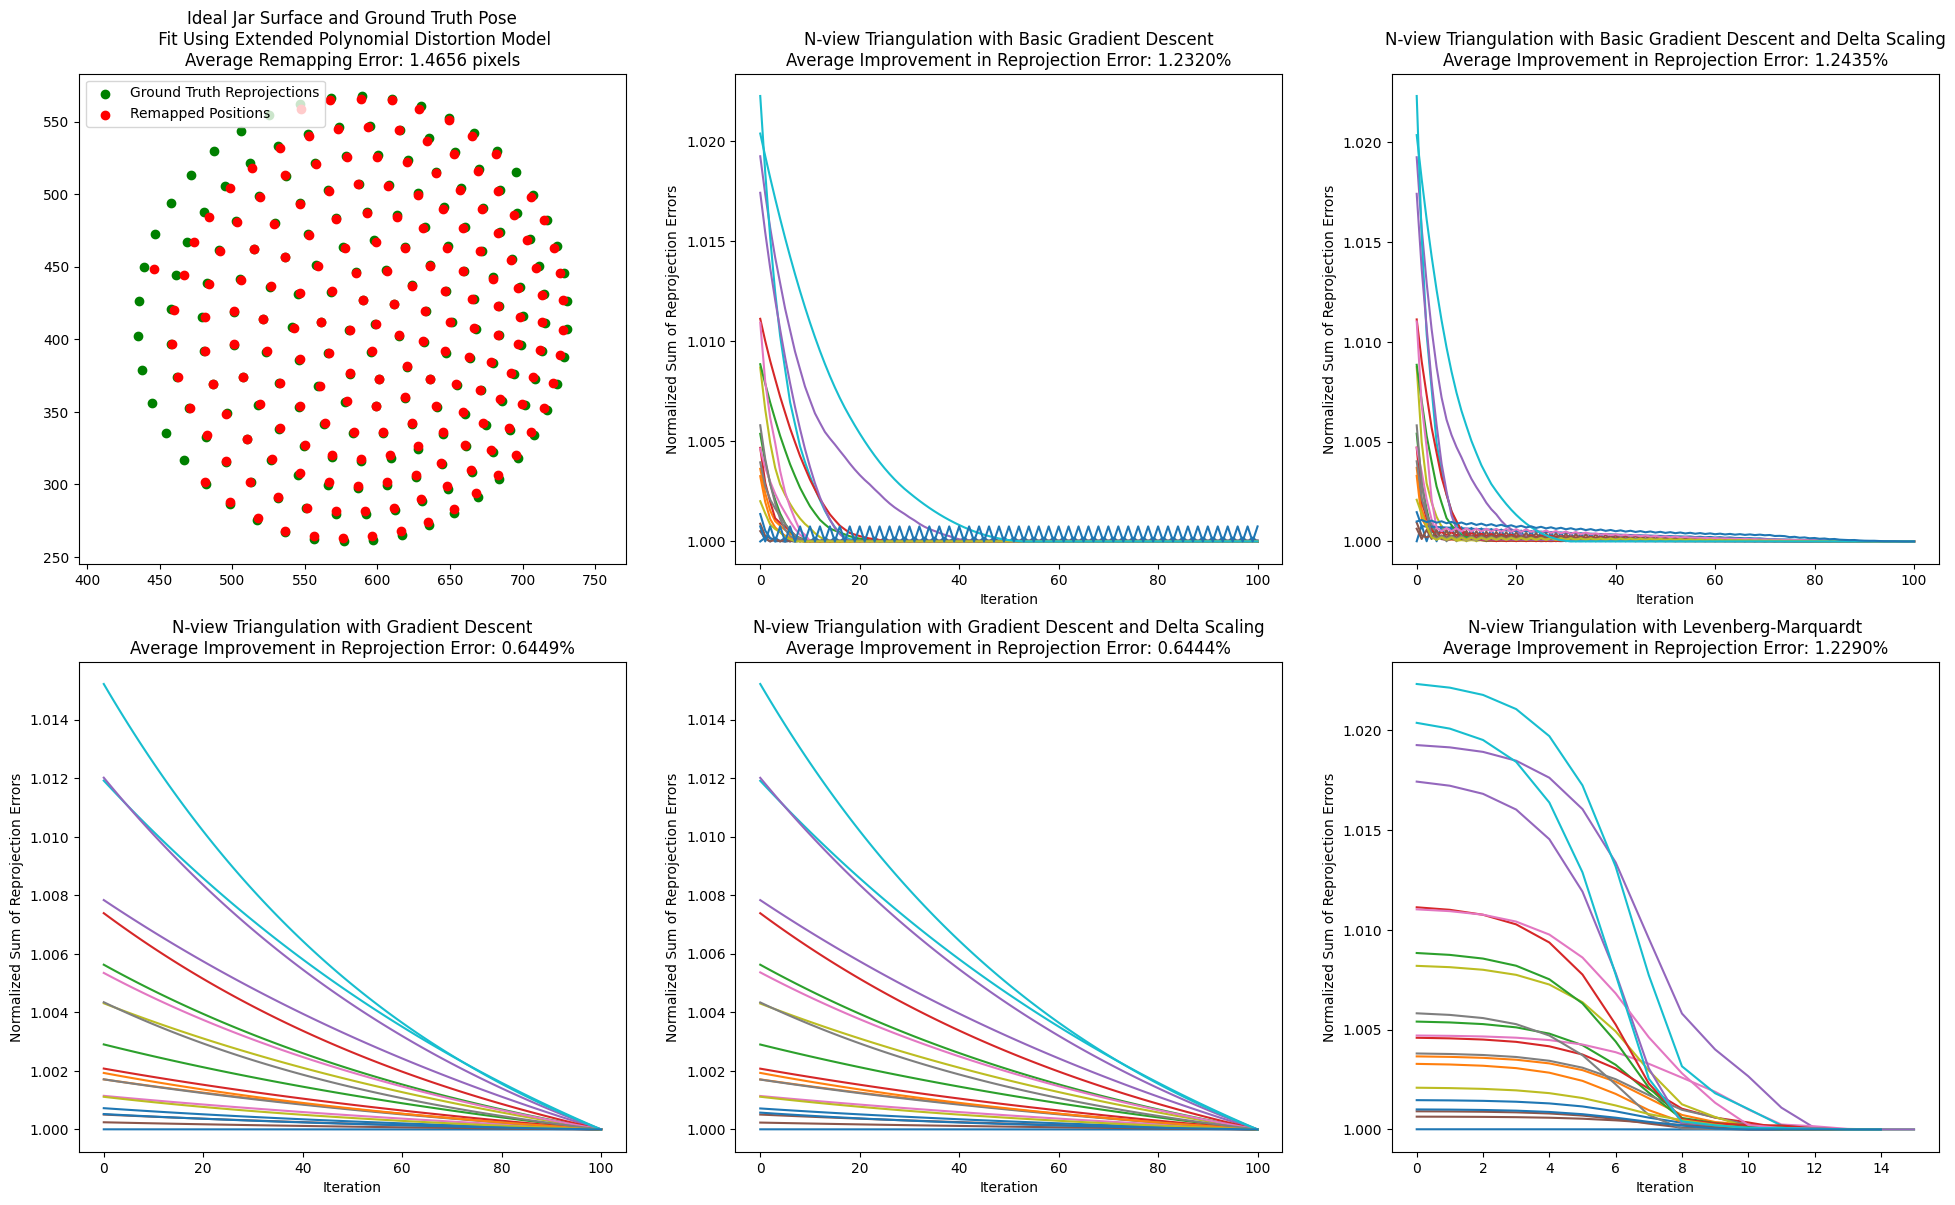 Ideal Jar Surface and Ground Truth Pose
Fit Using Extended Polynomial Distortion Model
Average Remapping Error: 1.4656 pixels
Ground Truth Reprojections
Remapped Positions
550
500
450
400
350
300
250
400 450 500 550 600 650 700 750
N-view Triangulation with Basic Gradient Descent
Average Improvement in Reprojection Error: 1.2320%
Normalized Sum of Reprojection Errors
1.020
1.015
1.010
1.005
1.000
0 20 40 60 80 100
Iteration
N-view Triangulation with Basic Gradient Descent and Delta Scaling
Average Improvement in Reprojection Error: 1.2435%
Normalized Sum of Reprojection Errors
1.020
1.015
1.010
1.005
1.000
0 20 40 60 80 100
Iteration
N-view Triangulation with Gradient Descent
Average Improvement in Reprojection Error: 0.6449%
Normalized Sum of Reprojection Errors
1.014
1.012
1.010
1.008
1.006
1.004
1.002
1.000
0 20 40 60 80 100
Iteration
N-view Triangulation with Gradient Descent and Delta Scaling
Average Improvement in Reprojection Error: 0.6444%
Normalized Sum of Reprojection Errors
1.014
1.012
1.010
1.008
1.006
1.004
1.002
1.000
0 20 40 60 80 100
Iteration
N-view Triangulation with Levenberg-Marquardt
Average Improvement in Reprojection Error: 1.2290%
Normalized Sum of Reprojection Errors
1.020
1.015
1.010
1.005
1.000
0 2 4 6 8 10 12 14
Iteration